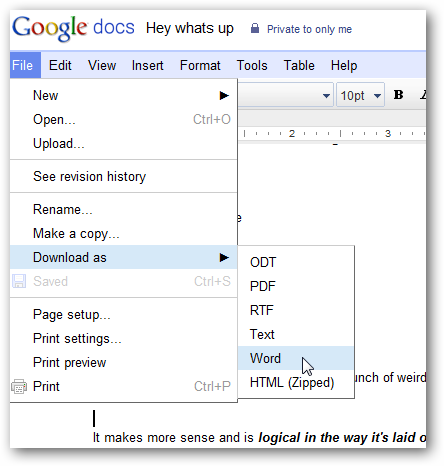 Google docs Hey whats up Private to only me
File Edit View Insert Format Tools Table Help
10pt B
2 3
New
Open... Ctrl+O
Upload...
See revision history
Rename...
Make a copy...
Download as
Saved Ctrl+S
Page setup...
Print settings...
Print preview
Print Ctrl+P
ODT
PDF
RTF
Text
Word
HTML (Zipped)
e
unch of weird
It makes more sense and is logical in the way it's laid o